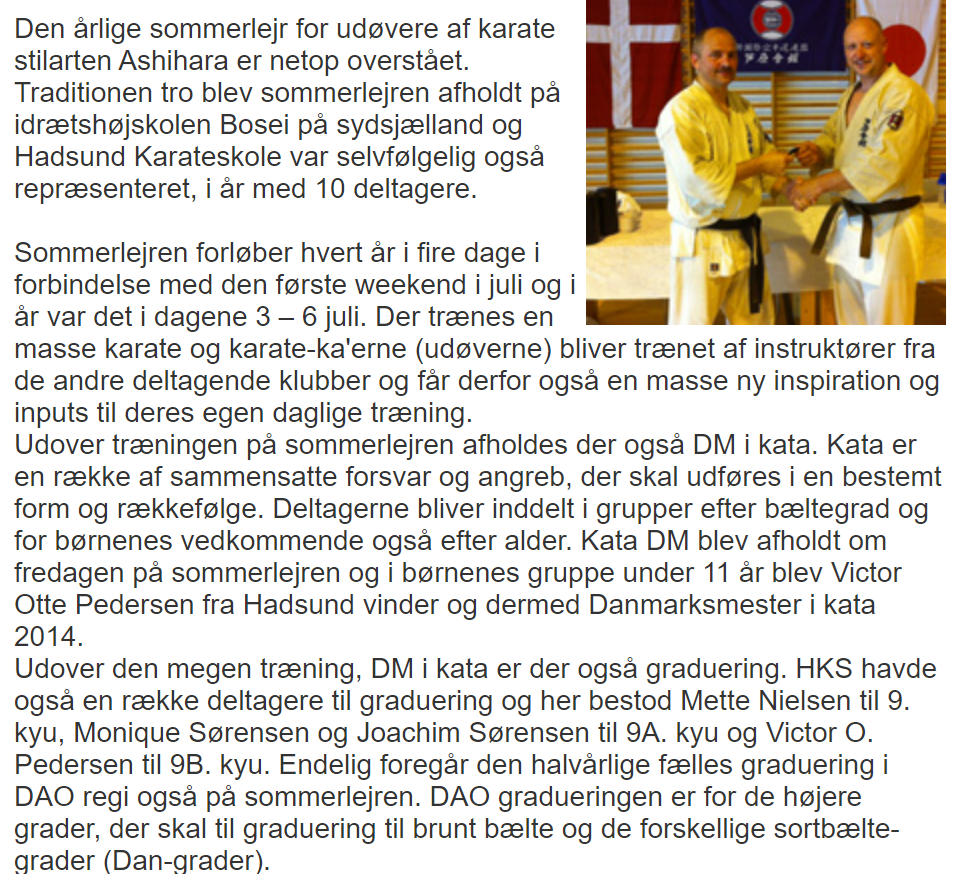 Den årlige sommerlejr for udøvere af karate
stilarten Ashihara er netop overstået.
Traditionen tro blev sommerlejren afholdt på
idrætshøjskolen Bosei på sydsjælland og
Hadsund Karateskole var selvfølgelig også
repræsenteret, i år med 10 deltagere.
Sommerlejren forløber hvert år i fire dage i
forbindelse med den første weekend i juli og i
år var det i dagene 3 – 6 juli. Der trænes en
masse karate og karate-ka'erne (udøverne) bliver trænet af instruktører fra
de andre deltagende klubber og får derfor også en masse ny inspiration og
inputs til deres egen daglige træning.
Udover træningen på sommerlejren afholdes der også DM i kata. Kata er
en række af sammensatte forsvar og angreb, der skal udføres i en bestemt
form og rækkefølge. Deltagerne bliver inddelt i grupper efter bæltegrad og
for børnenes vedkommende også efter alder. Kata DM blev afholdt om
fredagen på sommerlejren og i børnenes gruppe under 11 år blev Victor
Otte Pedersen fra Hadsund vinder og dermed Danmarksmester i kata
2014.
Udover den megen træning, DM i kata er der også graduering. HKS havde
også en række deltagere til graduering og her bestod Mette Nielsen til 9.
kyu, Monique Sørensen og Joachim Sørensen til 9A. kyu og Victor O.
Pedersen til 9B. kyu. Endelig foregår den halvårlige fælles graduering i
DAO regi også på sommerlejren. DAO gradueringen er for de højere
grader, der skal til graduering til brunt bælte og de forskellige sortbælte-
grader (Dan-grader).